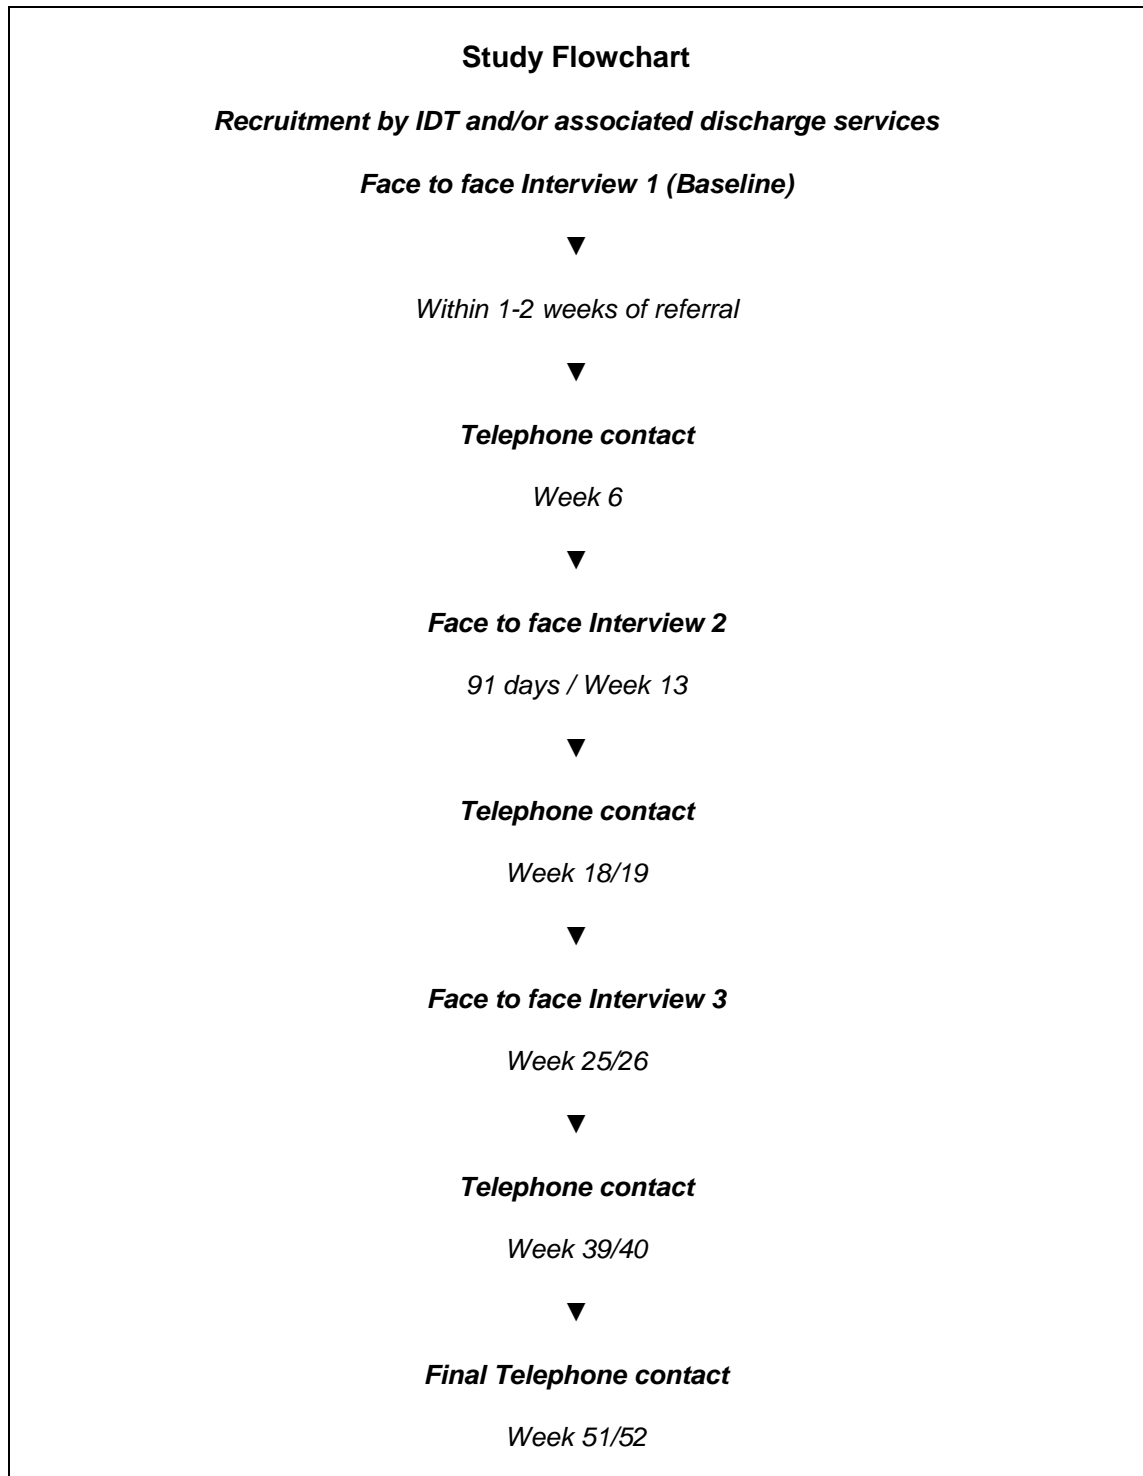 Study Flowchart
Recruitment by IDT and/or associated discharge services
Face to face Interview 1 (Baseline)
▼
Within 1-2 weeks of referral
▼
Telephone contact
Week 6
▼
Face to face Interview 2
91 days / Week 13
▼
Telephone contact
Week 18/19
▼
Face to face Interview 3
Week 25/26
▼
Telephone contact
Week 39/40
▼
Final Telephone contact
Week 51/52